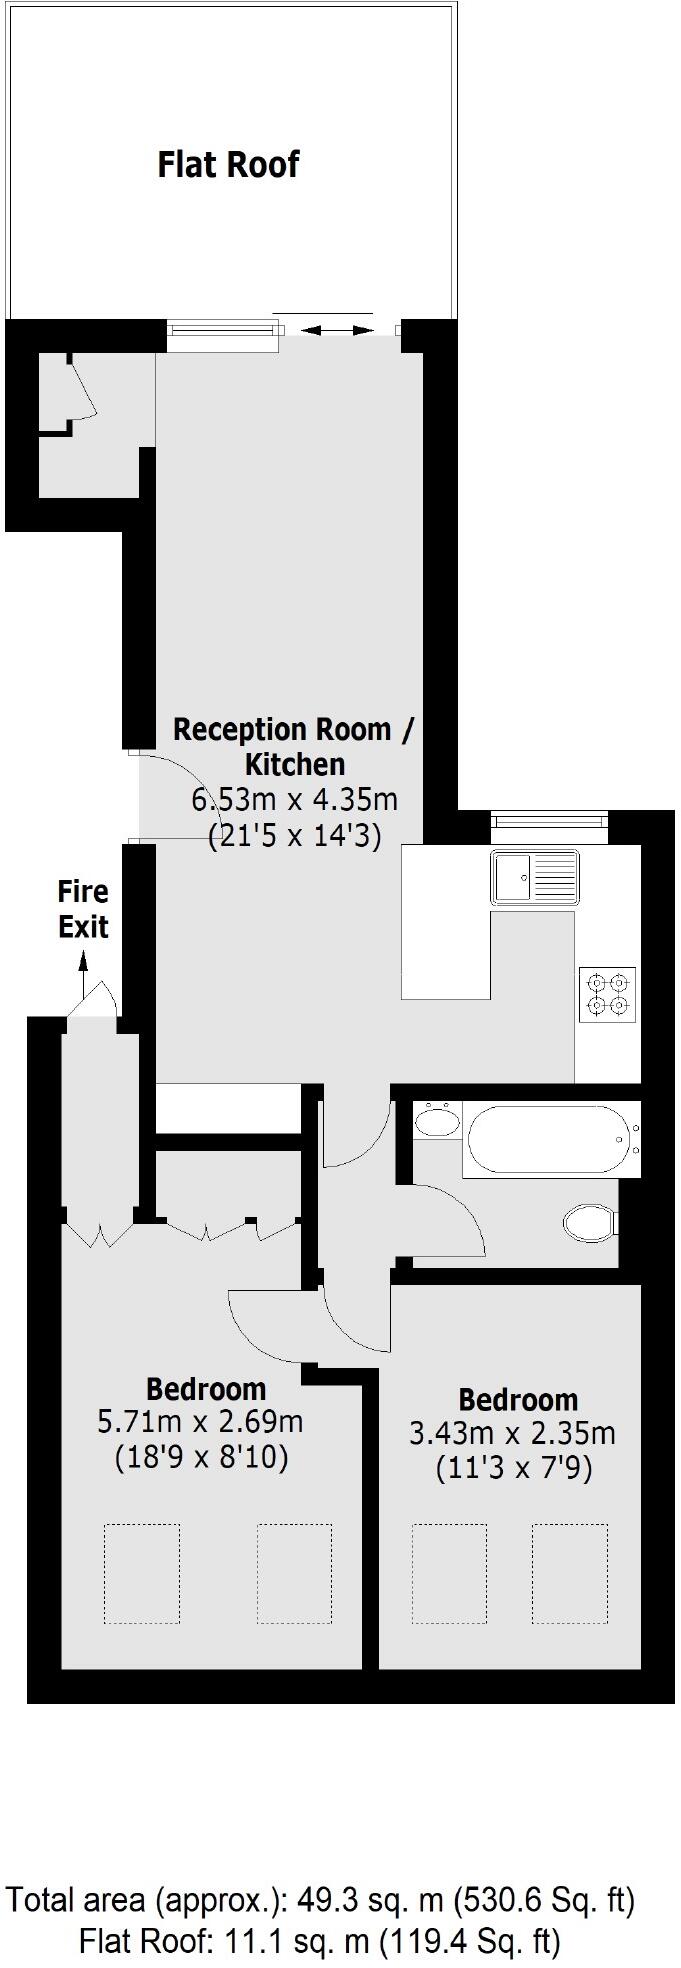 Flat Roof
Reception Room /
Kitchen
6.53m x 4.35m
(21'5 x 14'3)
Fire
Exit
Bedroom
5.71m x 2.69m
(18'9 x 8'10)
Bedroom
3.43m x 2.35m
(11'3 x 7'9)
Total area (approx.): 49.3 sq. m (530.6 Sq. ft)
Flat Roof: 11.1 sq. m (119.4 Sq. ft)